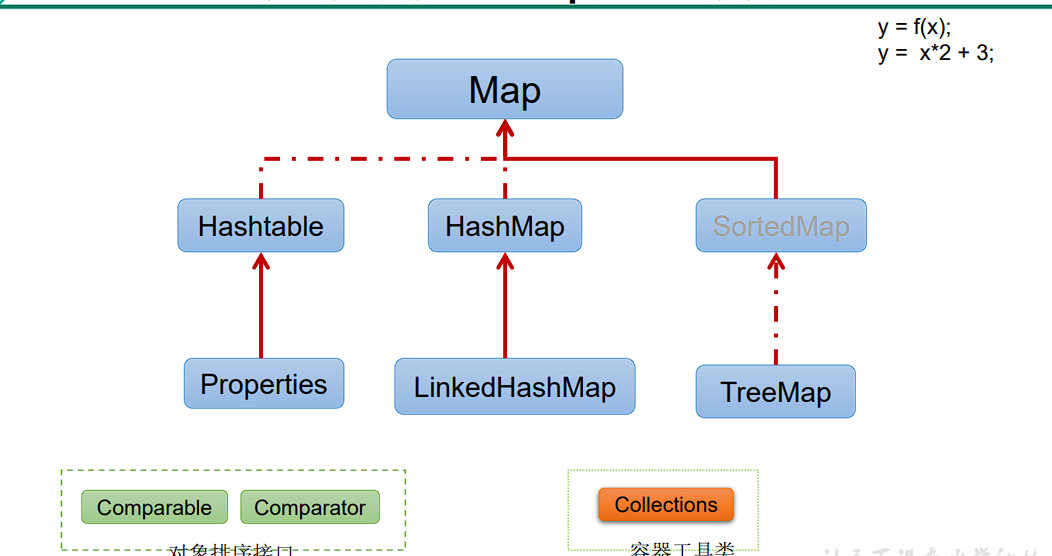 y = f(x);
y = x*2 + 3;
Map
Hashtable
HashMap
SortedMap
Properties
LinkedHashMap
TreeMap
Comparable
Comparator
Collections
对象排序接口
容器工具类